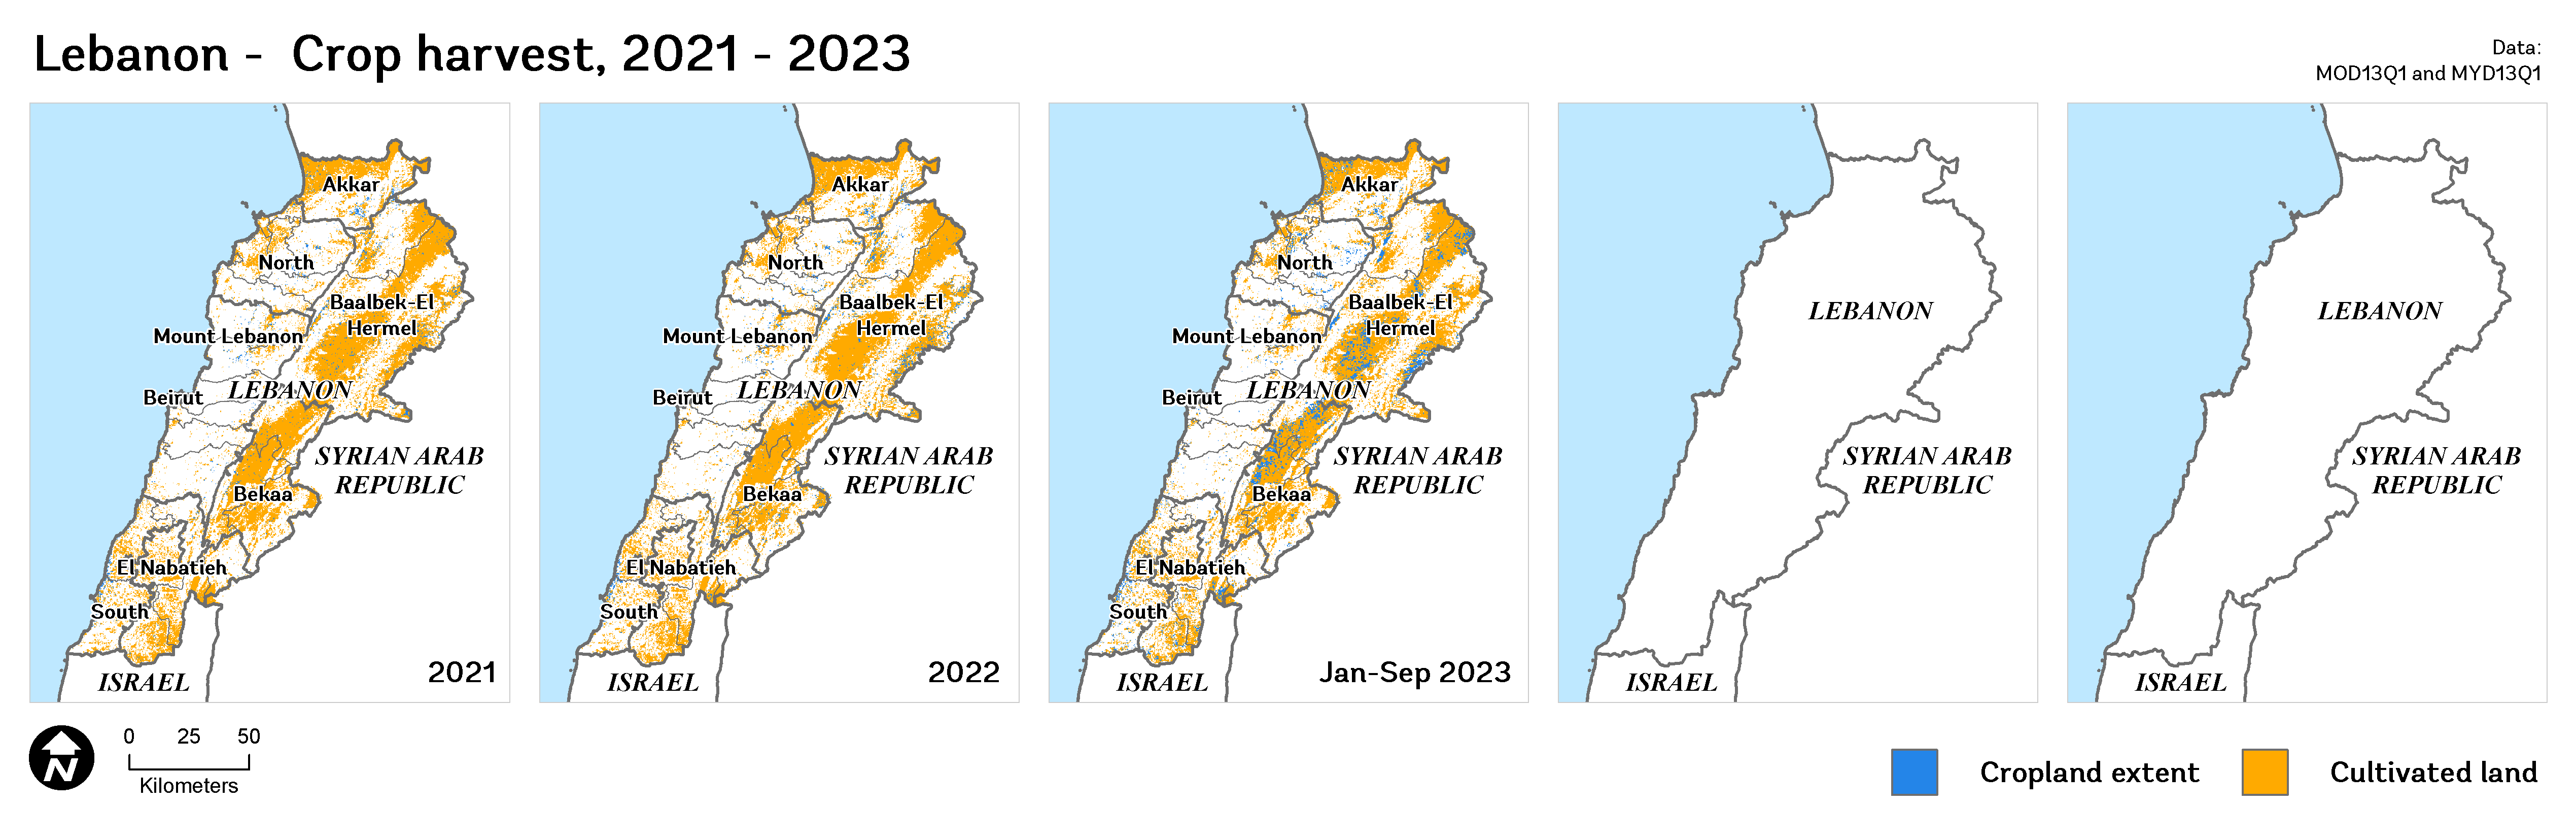 Lebanon -  Crop harvest, 2021 - 2023
Data:
MOD13Q1 and MYD13Q1
Akkar
North
Baalbek-El
Hermel
Mount Lebanon
LEBANON
Beirut
SYRIAN ARAB
REPUBLIC
Bekaa
El Nabatieh
South
2021
ISRAEL
Akkar
North
Baalbek-El
Hermel
Mount Lebanon
LEBANON
Beirut
SYRIAN ARAB
REPUBLIC
Bekaa
El Nabatieh
South
2022
ISRAEL
Akkar
North
Baalbek-El
Hermel
Mount Lebanon
LEBANON
Beirut
SYRIAN ARAB
REPUBLIC
Bekaa
El Nabatieh
South
Jan-Sep 2023
ISRAEL
LEBANON
SYRIAN ARAB
REPUBLIC
ISRAEL
LEBANON
SYRIAN ARAB
REPUBLIC
ISRAEL
N
0 25 50
Kilometers
Cropland extent
Cultivated land